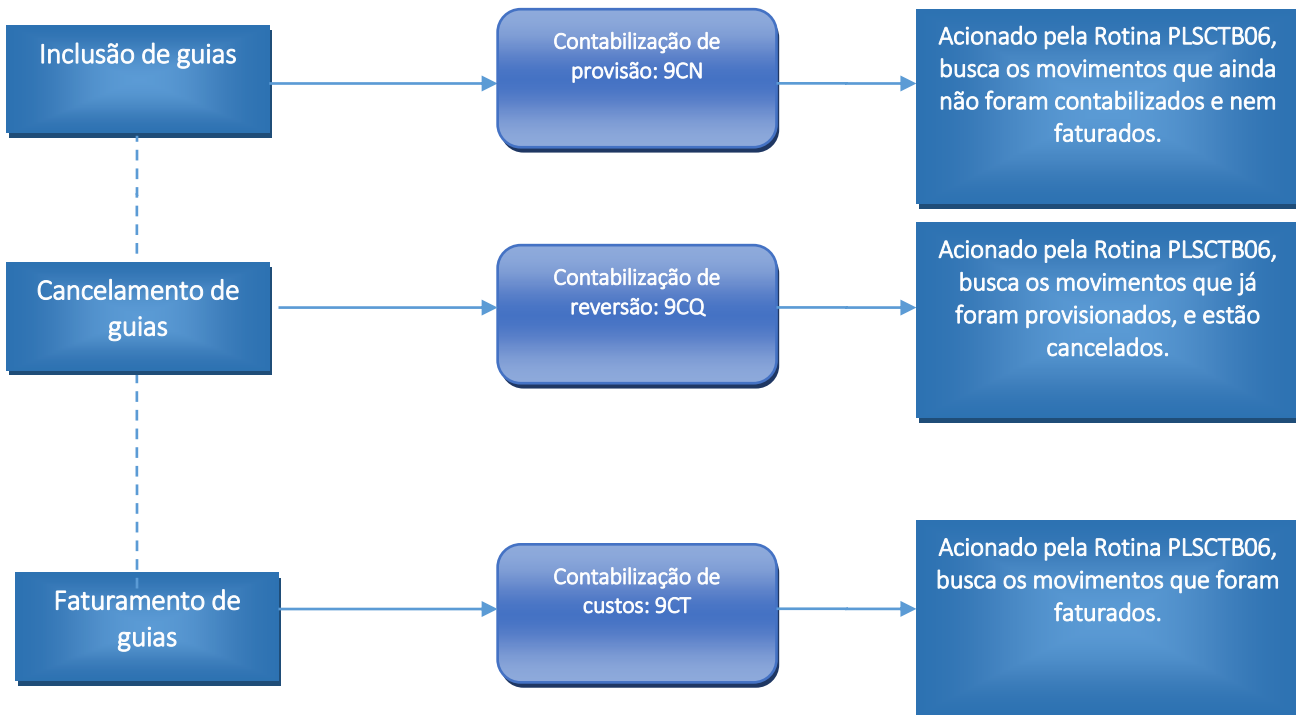 Inclusão de guias
Contabilização de
provisão: 9CN
Acionado pela Rotina PLSCTB06,
busca os movimentos que ainda
não foram contabilizados e nem
faturados.
Cancelamento de
guias
Contabilização de
reversão: 9CQ
Acionado pela Rotina PLSCTB06,
busca os movimentos que já
foram provisionados, e estão
cancelados.
Faturamento de
guias
Contabilização de
custos: 9CT
Acionado pela Rotina PLSCTB06,
busca os movimentos que foram
faturados.